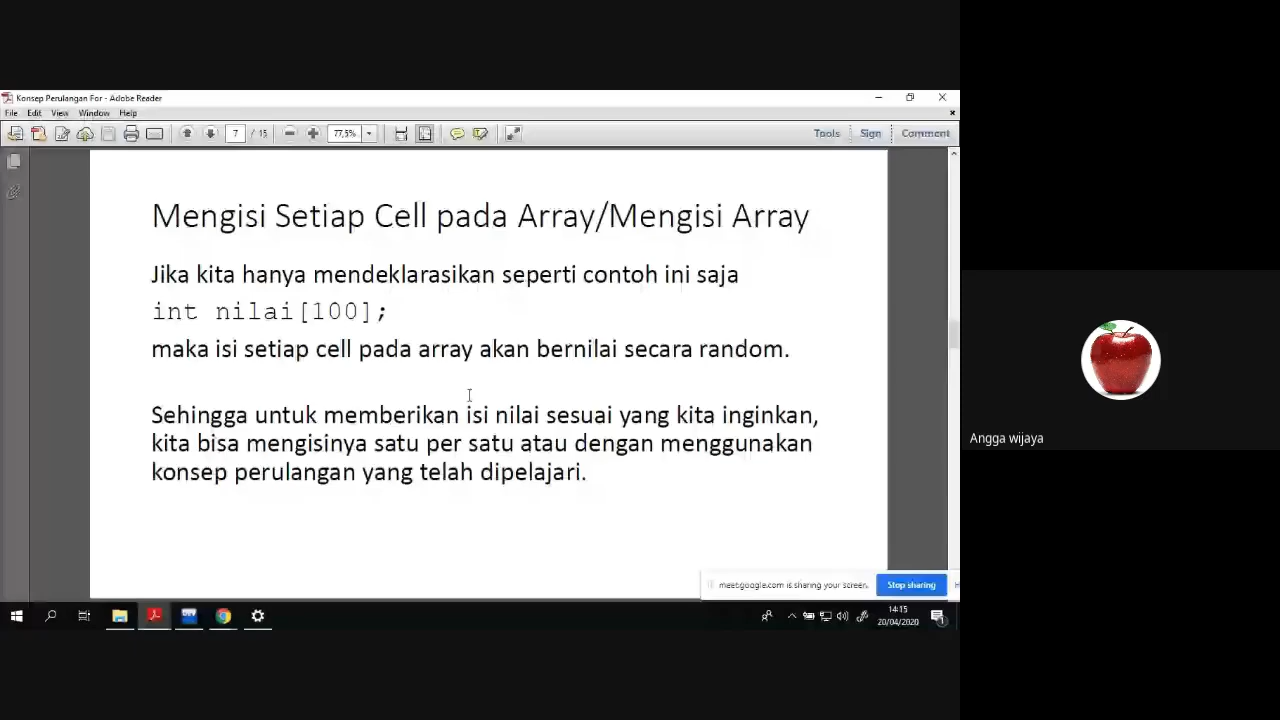 Konsep Perulangan For - Adobe Reader
File Edit View Window Help
7 / 15 77,5% Tools Sign Comment
Mengisi Setiap Cell pada Array/Mengisi Array
Jika kita hanya mendeklarasikan seperti contoh ini saja
int nilai[100];
maka isi setiap cell pada array akan bernilai secara random.
Sehingga untuk memberikan isi nilai sesuai yang kita inginkan,
kita bisa mengisinya satu per satu atau dengan menggunakan
konsep perulangan yang telah dipelajari.
Angga wijaya
meet.google.com is sharing your screen. Stop sharing
14:15
20/04/2020